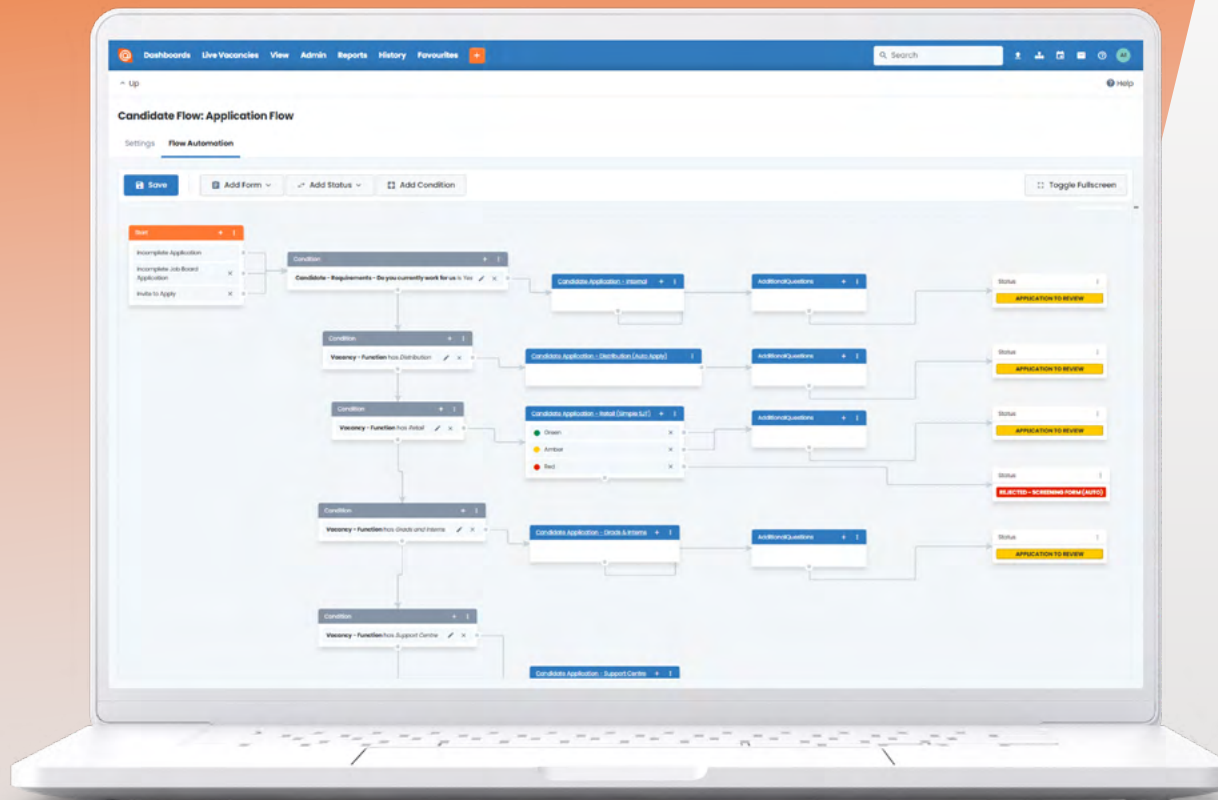 Dashboards Live Vacancies View Admin Reports History Favourites +
Search
Up
Help
Candidate Flow: Application Flow
Settings Flow Automation
Save Add Form Add Status Add Condition
Toggle Fullscreen
Start
Incomplete Application
Incomplete Job Board
Application
Invite to Apply
Condition
Candidate - Requirements - Do you currently work for us is Yes
Candidate Application - Internal
AdditionalQuestions
Status
APPLICATION TO REVIEW
Condition
Vacancy - Function has Distribution
Candidate Application - Distribution (Auto Apply)
AdditionalQuestions
Status
APPLICATION TO REVIEW
Condition
Vacancy - Function has Retail
Candidate Application - Retail (Simple SJT)
Green
Amber
Red
AdditionalQuestions
Status
APPLICATION TO REVIEW
Status
REJECTED - SCREENING FORM (AUTO)
Condition
Vacancy - Function has Grads and Interns
Candidate Application - Grads & Interns
AdditionalQuestions
Status
APPLICATION TO REVIEW
Condition
Vacancy - Function has Support Centre
Candidate Application - Support Centre